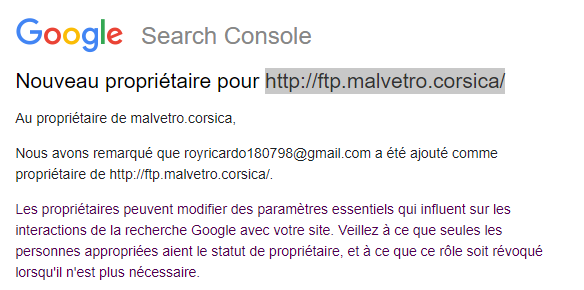 Google Search Console
Nouveau propriétaire pour http://ftp.malvetro.corsica/
Au propriétaire de malvetro.corsica,
Nous avons remarqué que royricardo180798@gmail.com a été ajouté comme
propriétaire de http://ftp.malvetro.corsica/.
Les propriétaires peuvent modifier des paramètres essentiels qui influent sur les
interactions de la recherche Google avec votre site. Veillez à ce que seules les
personnes appropriées aient le statut de propriétaire, et à ce que ce rôle soit révoqué
lorsqu'il n'est plus nécessaire.